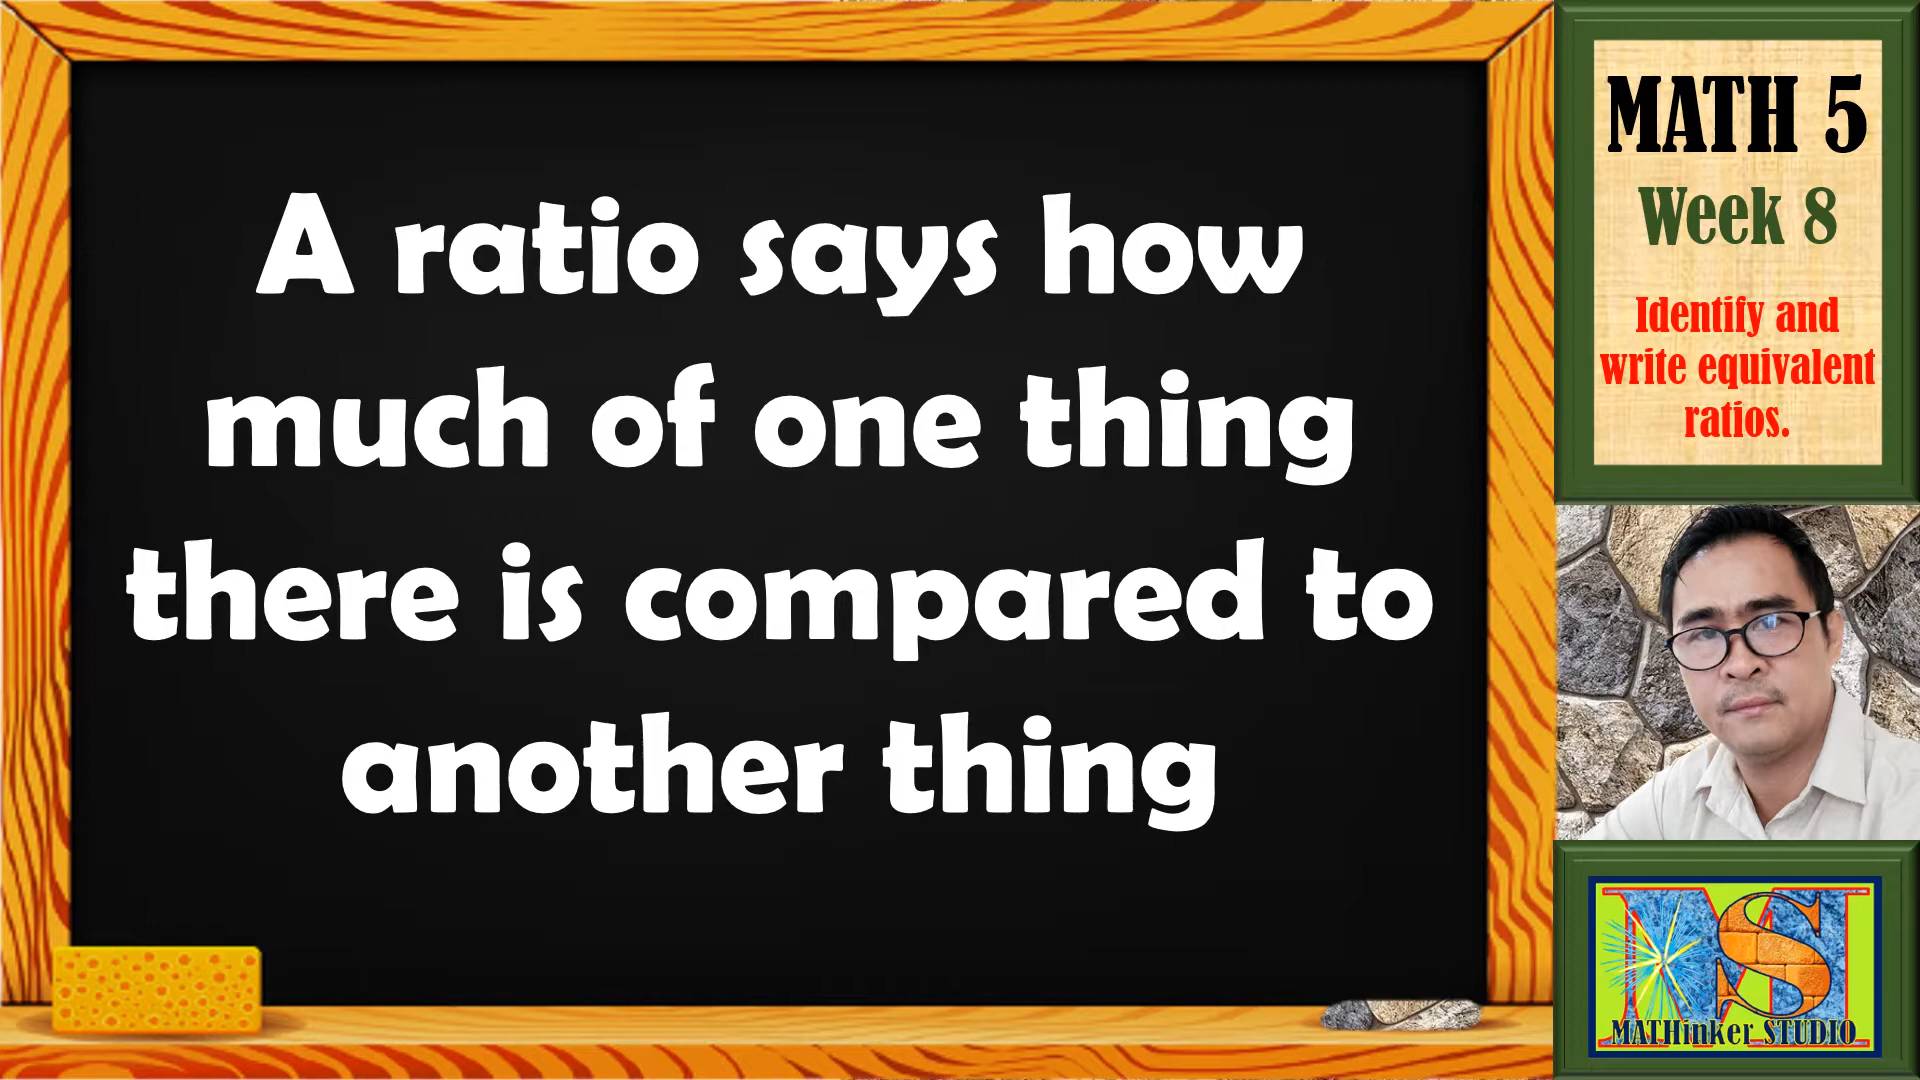 A ratio says how
much of one thing
there is compared to
another thing
MATH 5
Week 8
Identify and
write equivalent
ratios.
MS
MATHinker STUDIO